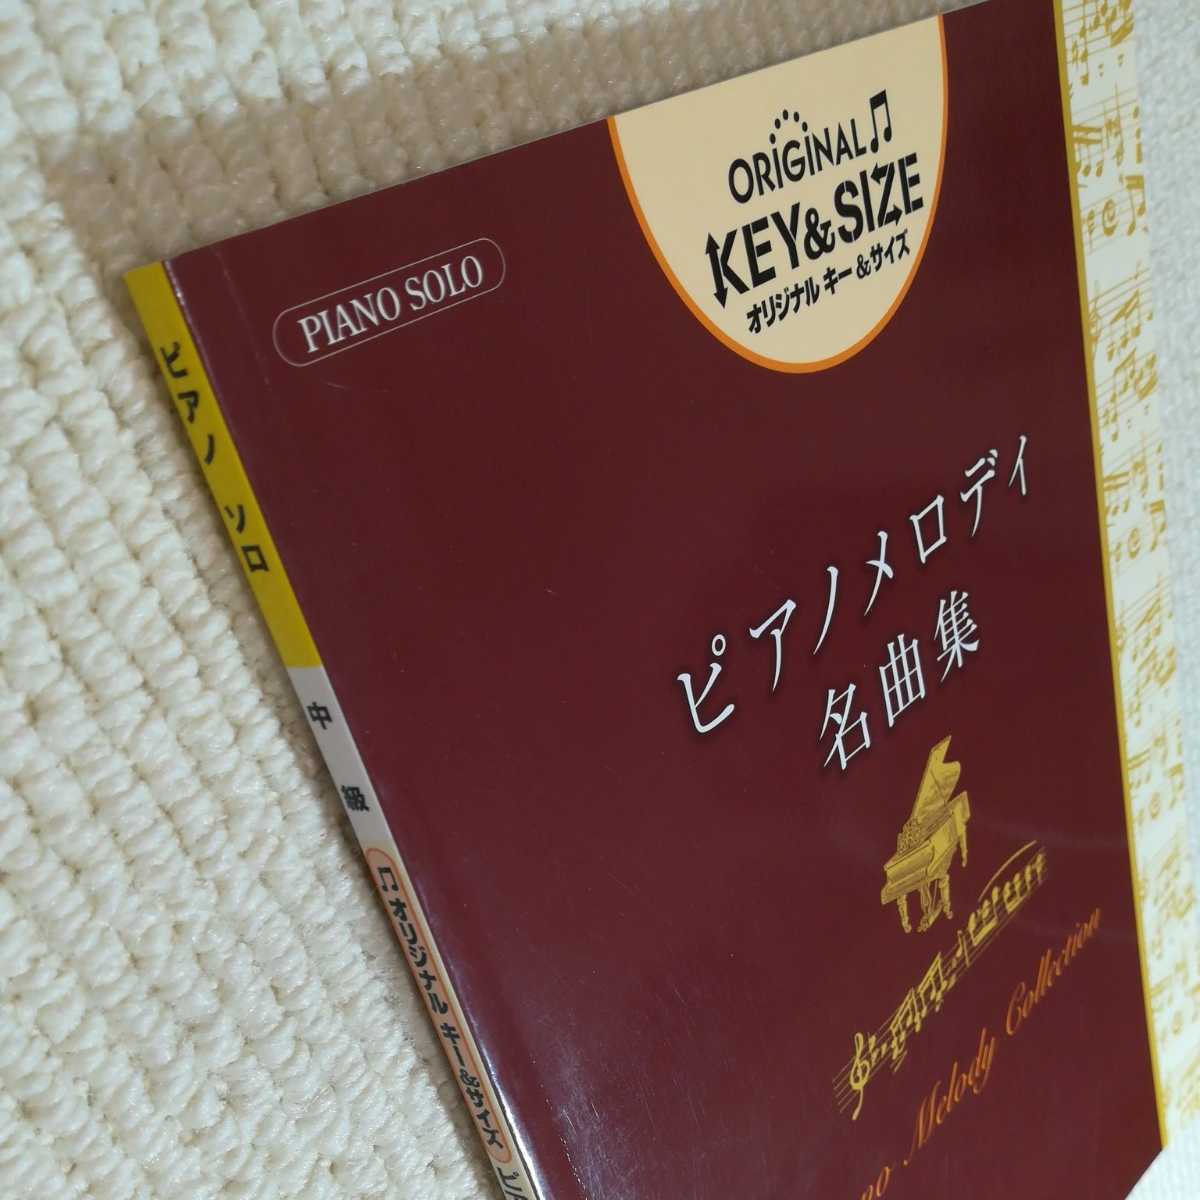 ORIGINAL
KEY&SIZE
オリジナル キー&サイズ
PIANO SOLO
ピアノメロディ
名曲集
Melody Collection
ピアノ ソロ
中級
オリジナル キー&サイズ